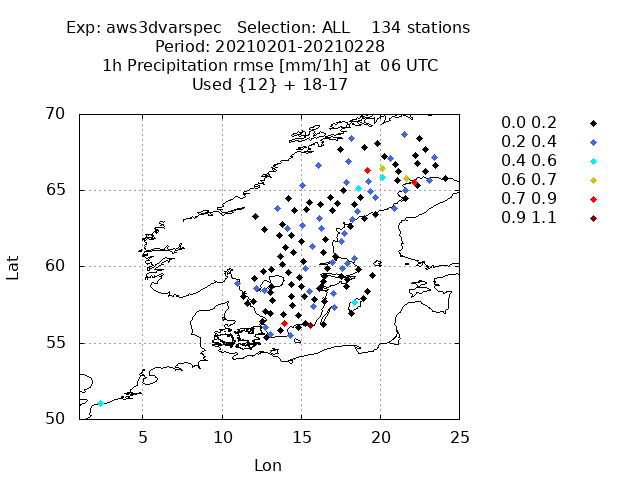 Exp: aws3dvarspec   Selection: ALL    134 stations
Period: 20210201-20210228
1h Precipitation rmse [mm/1h] at  06 UTC
Used {12} + 18-17
70
65
60
55
50
5
10
15
20
25
Lat
Lon
0.0 0.2
0.2 0.4
0.4 0.6
0.6 0.7
0.7 0.9
0.9 1.1